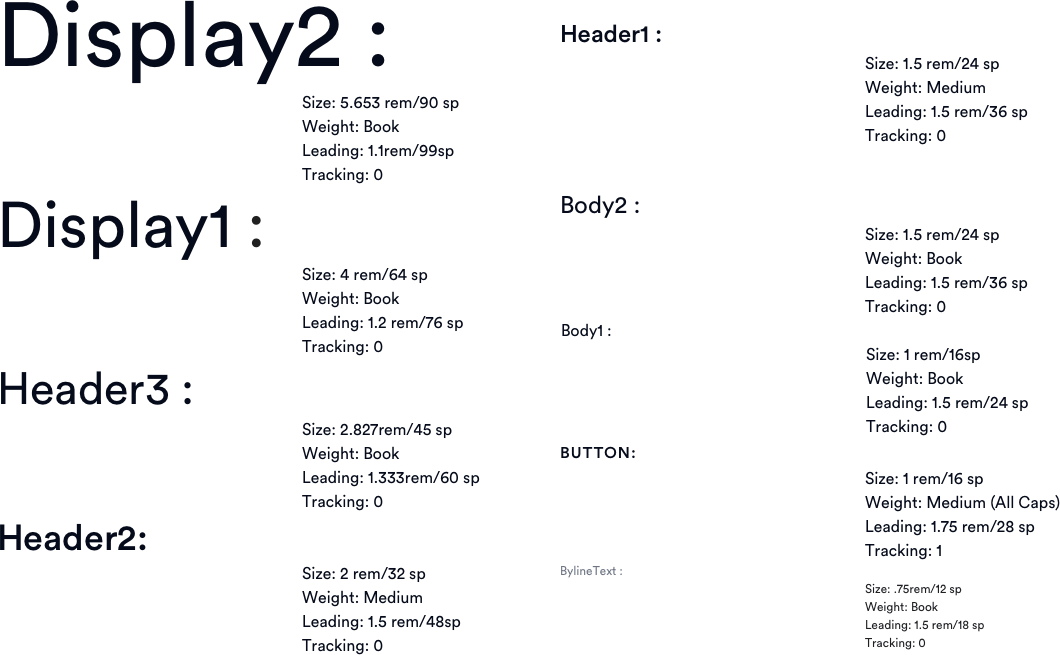 Display2 :
Size: 5.653 rem/90 sp
Weight: Book
Leading: 1.1rem/99sp
Tracking: 0
Display1 :
Size: 4 rem/64 sp
Weight: Book
Leading: 1.2 rem/76 sp
Tracking: 0
Header3 :
Size: 2.827rem/45 sp
Weight: Book
Leading: 1.333rem/60 sp
Tracking: 0
Header2:
Size: 2 rem/32 sp
Weight: Medium
Leading: 1.5 rem/48sp
Tracking: 0
Header1 :
Size: 1.5 rem/24 sp
Weight: Medium
Leading: 1.5 rem/36 sp
Tracking: 0
Body2 :
Size: 1.5 rem/24 sp
Weight: Book
Leading: 1.5 rem/36 sp
Tracking: 0
Body1 :
Size: 1 rem/16sp
Weight: Book
Leading: 1.5 rem/24 sp
Tracking: 0
BUTTON:
Size: 1 rem/16 sp
Weight: Medium (All Caps)
Leading: 1.75 rem/28 sp
Tracking: 1
BylineText :
Size: .75rem/12 sp
Weight: Book
Leading: 1.5 rem/18 sp
Tracking: 0